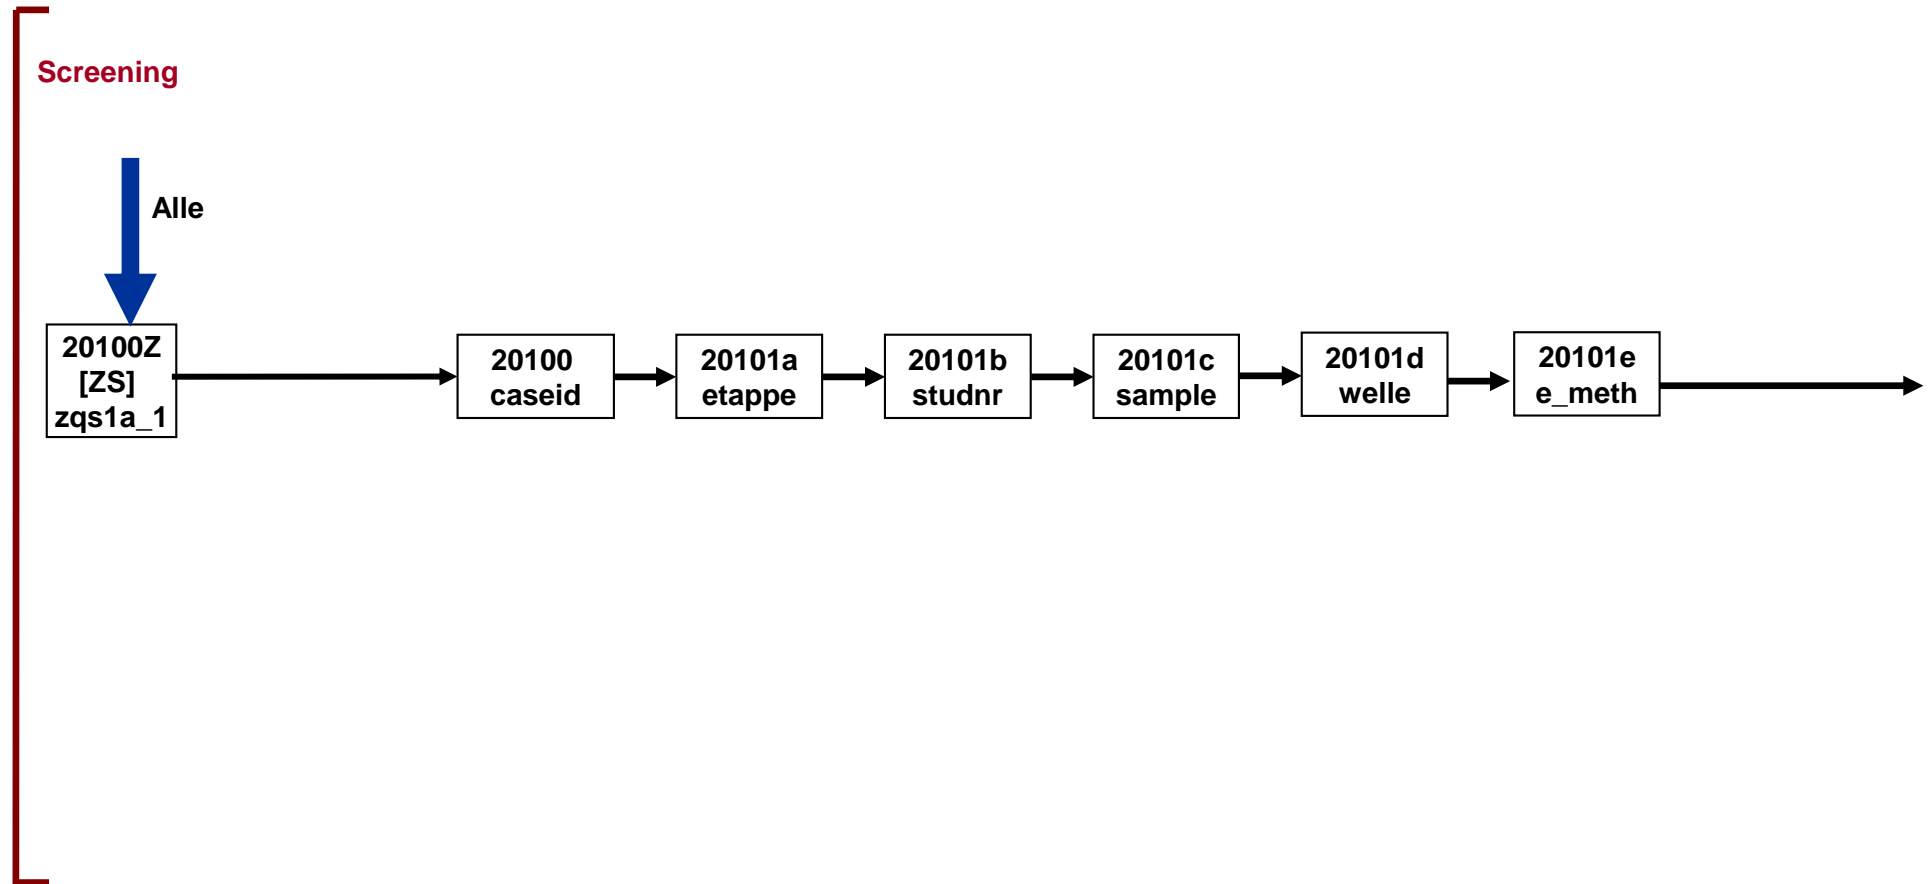 Screening
Alle
20100Z
[ZS]
zqs1a_1
20100
caseid
20101a
etappe
20101b
studnr
20101c
sample
20101d
welle
20101e
e_meth